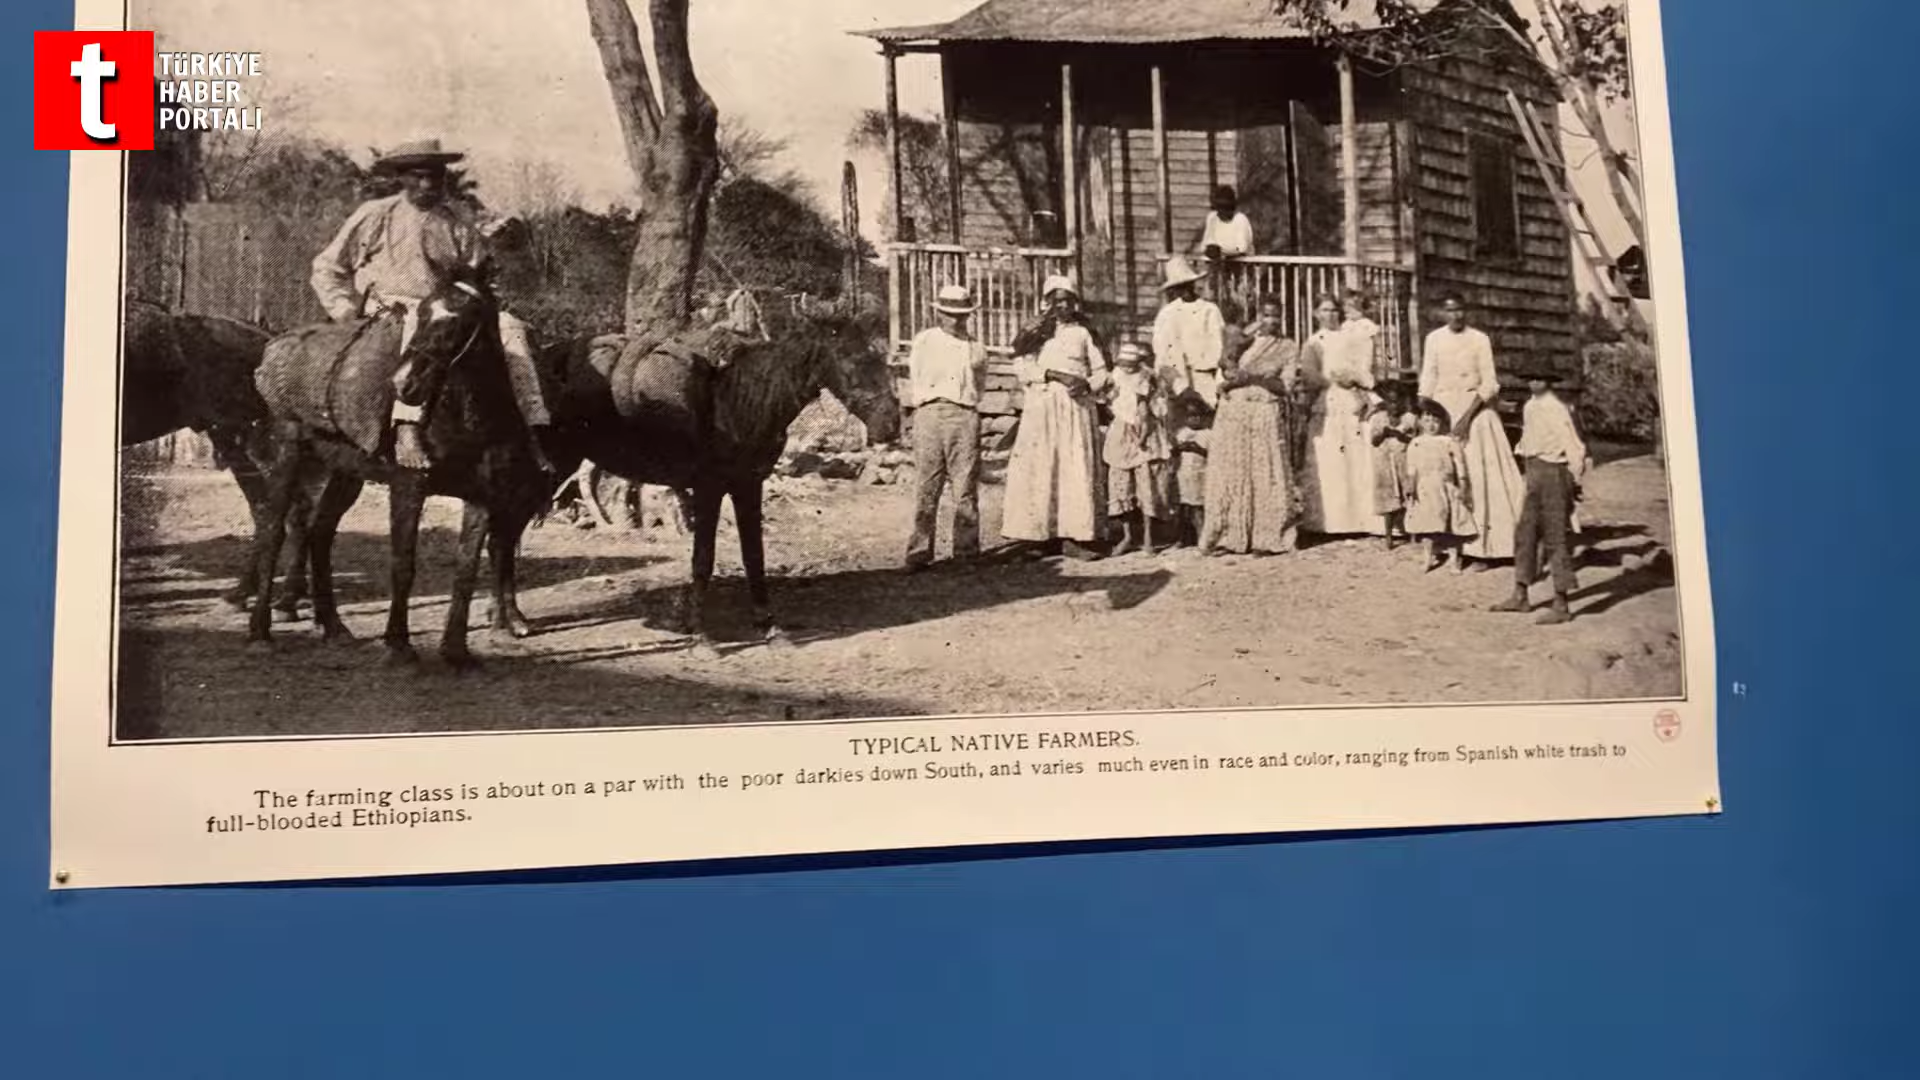 t TÜRKİYE
HABER
PORTALI
TYPICAL NATIVE FARMERS.
The farming class is about on a par with the poor darkies down South, and varies much even in race and color, ranging from Spanish white trash to
full-blooded Ethiopians.